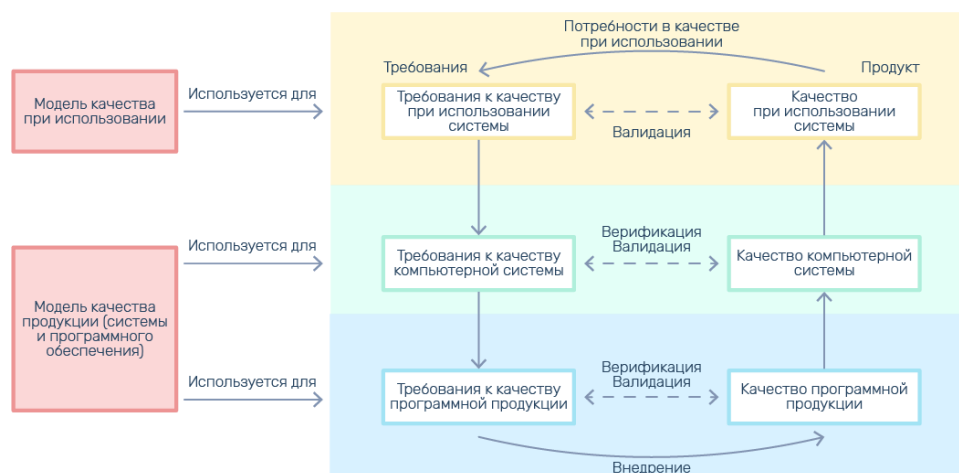 Потребности в качестве
при использовании
Требования
Продукт
Модель качества
при использовании
Используется для
Требования к качеству
при использовании
системы
Валидация
Качество
при использовании
системы
Модель качества
продукции (системы
и программного
обеспечения)
Используется для
Требования к качеству
компьютерной системы
Верификация
Валидация
Качество компьютерной
системы
Используется для
Требования к качеству
программной продукции
Верификация
Валидация
Качество программной
продукции
Внедрение